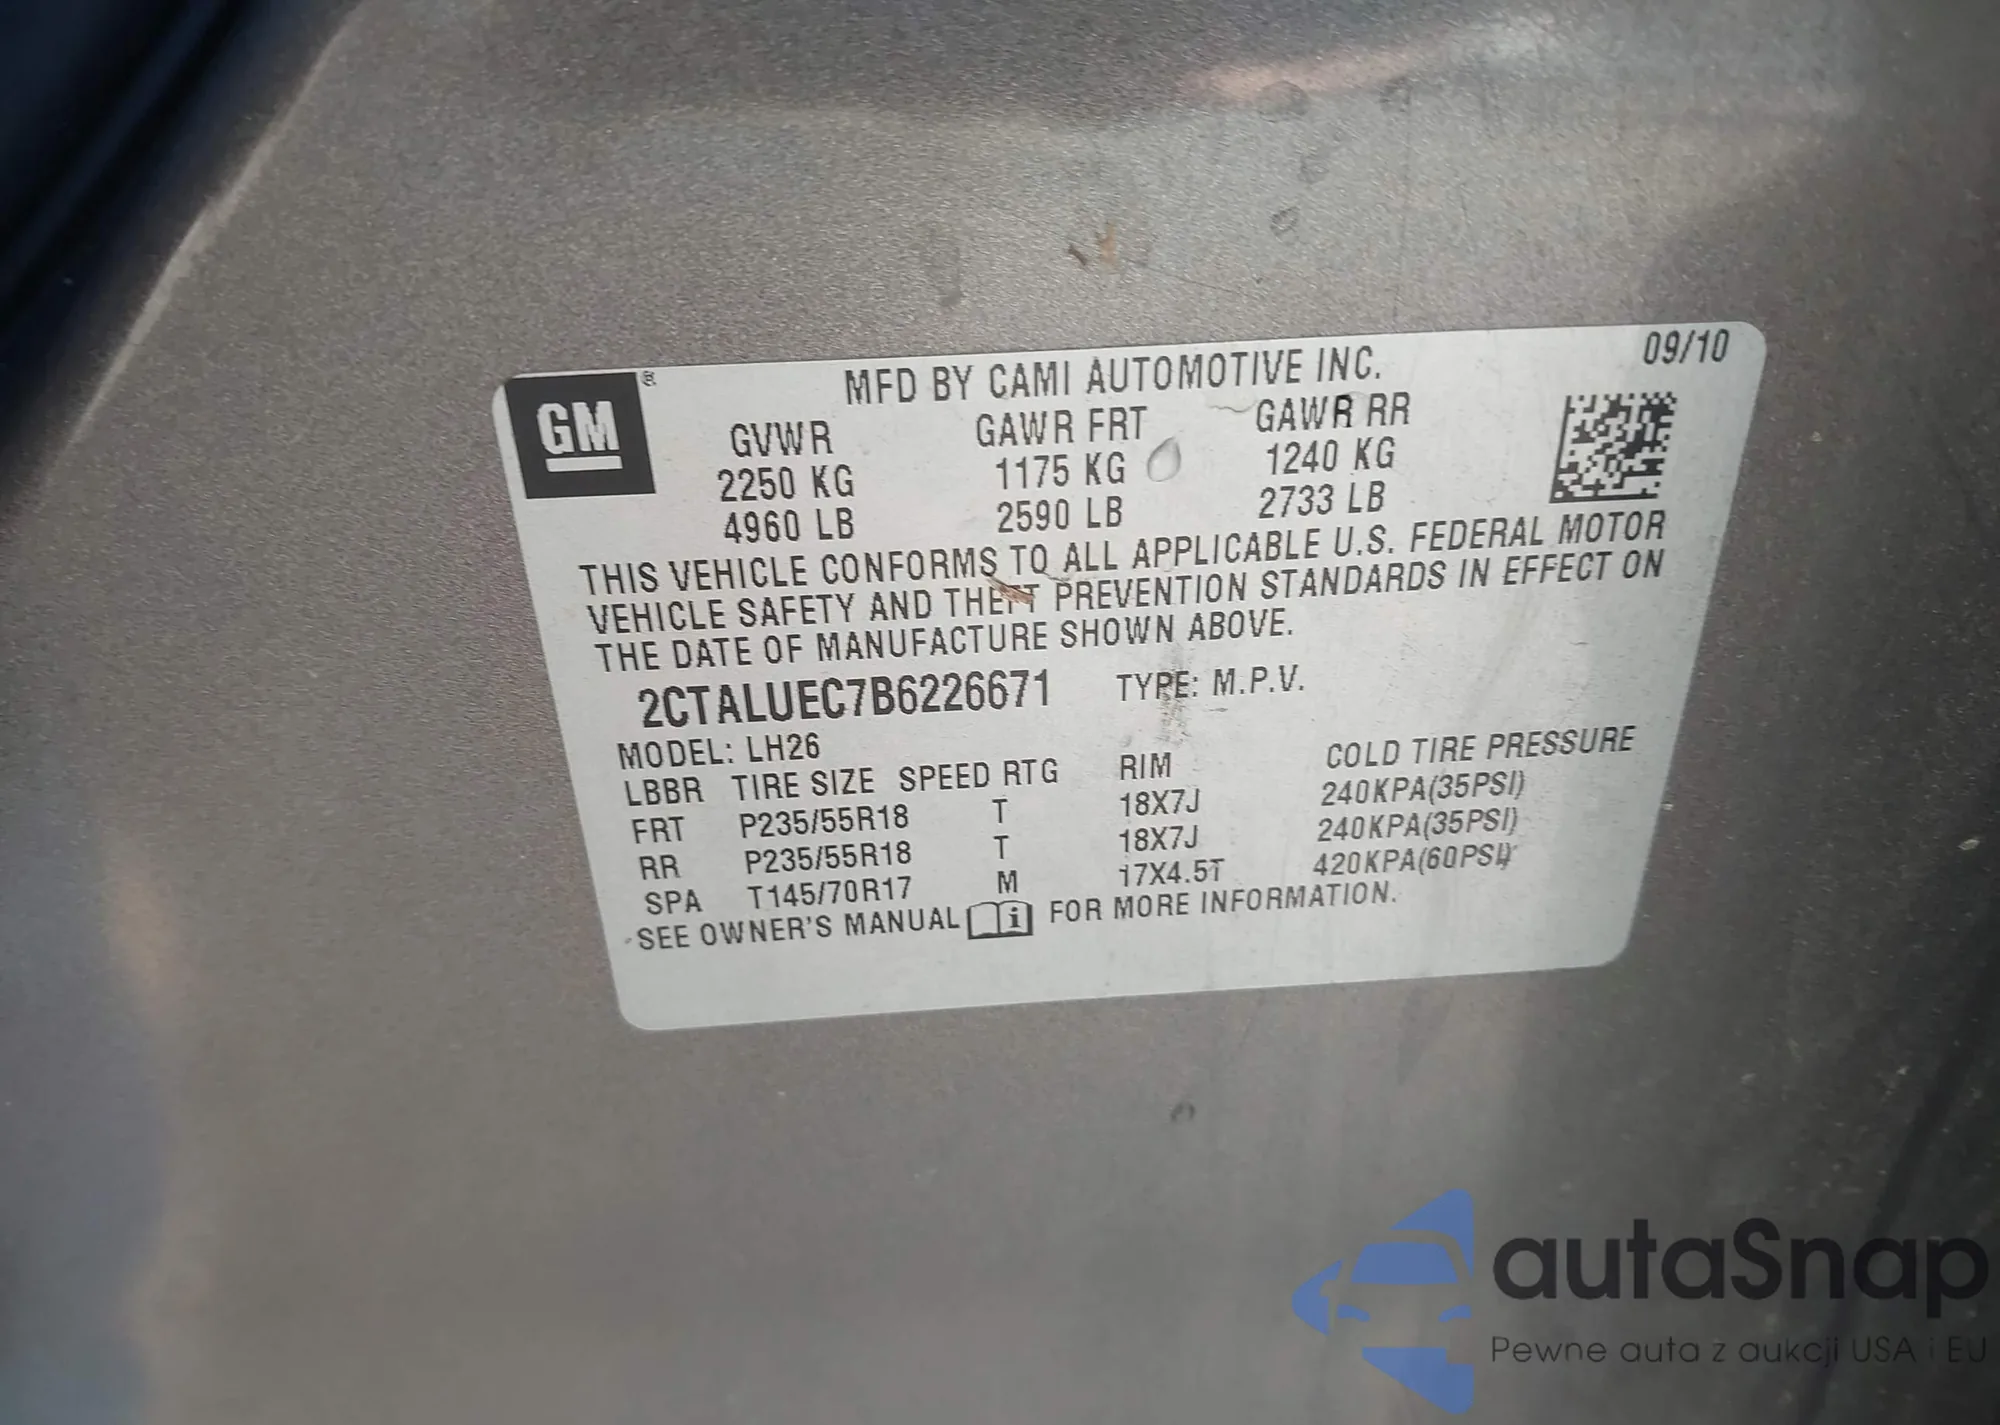 GM
MFD BY CAMI AUTOMOTIVE INC. 09/10
GVWR GAWR FRT GAWR RR
2250 KG 1175 KG 1240 KG
4960 LB 2590 LB 2733 LB
THIS VEHICLE CONFORMS TO ALL APPLICABLE U.S. FEDERAL MOTOR
VEHICLE SAFETY AND THEFT PREVENTION STANDARDS IN EFFECT ON
THE DATE OF MANUFACTURE SHOWN ABOVE.
2CTALUEC7B6226671 TYPE: M.P.V.
MODEL: LH26
LBBR TIRE SIZE SPEED RTG RIM COLD TIRE PRESSURE
FRT P235/55R18 T 18X7J 240KPA(35PSI)
RR P235/55R18 T 18X7J 240KPA(35PSI)
SPA T145/70R17 M 17X4.5T 420KPA(60PSI)
SEE OWNER'S MANUAL i FOR MORE INFORMATION.
autaSnap
Pewne auta z aukcji USA i EU